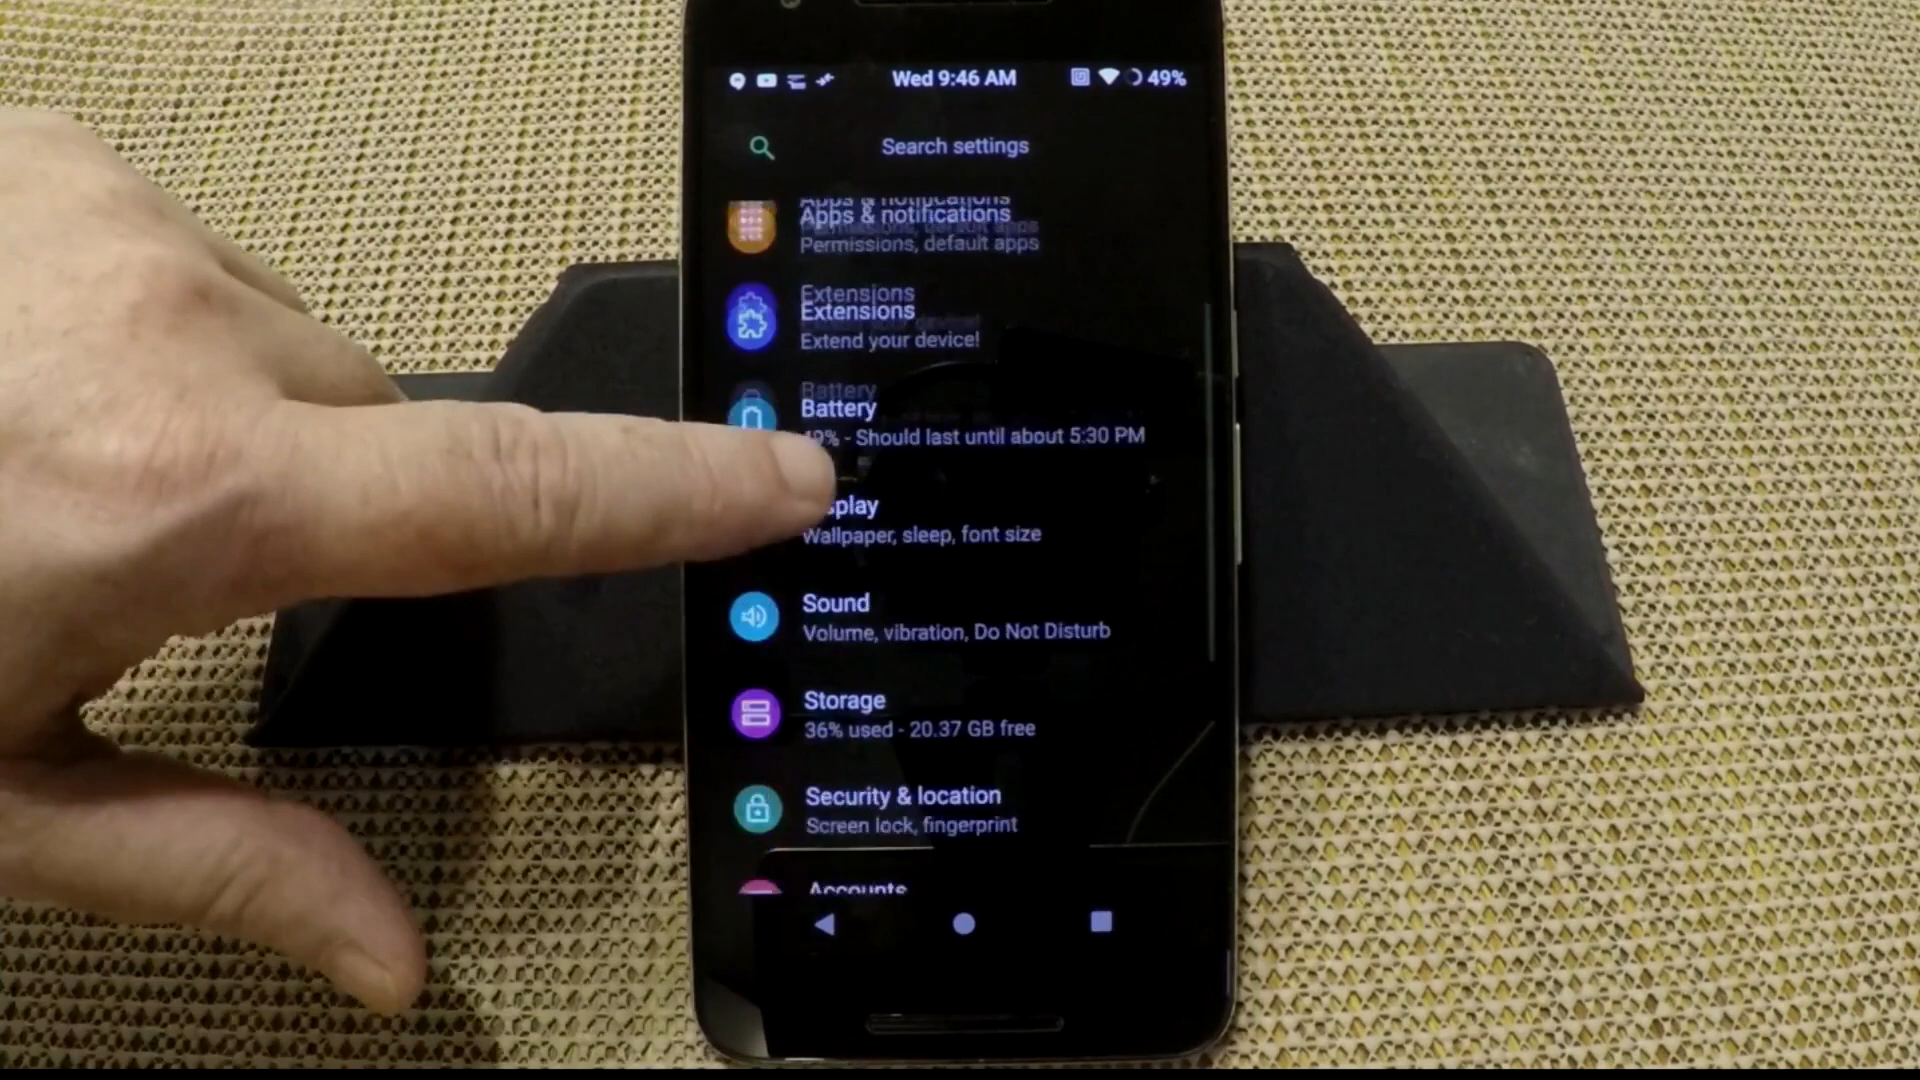 Wed 9:46 AM
49%
Search settings
Apps & notifications
Permissions, default apps
Extensions
Extend your device!
Battery
49% - Should last until about 5:30 PM
splay
Wallpaper, sleep, font size
Sound
Volume, vibration, Do Not Disturb
Storage
36% used - 20.37 GB free
Security & location
Screen lock, fingerprint
Accounts